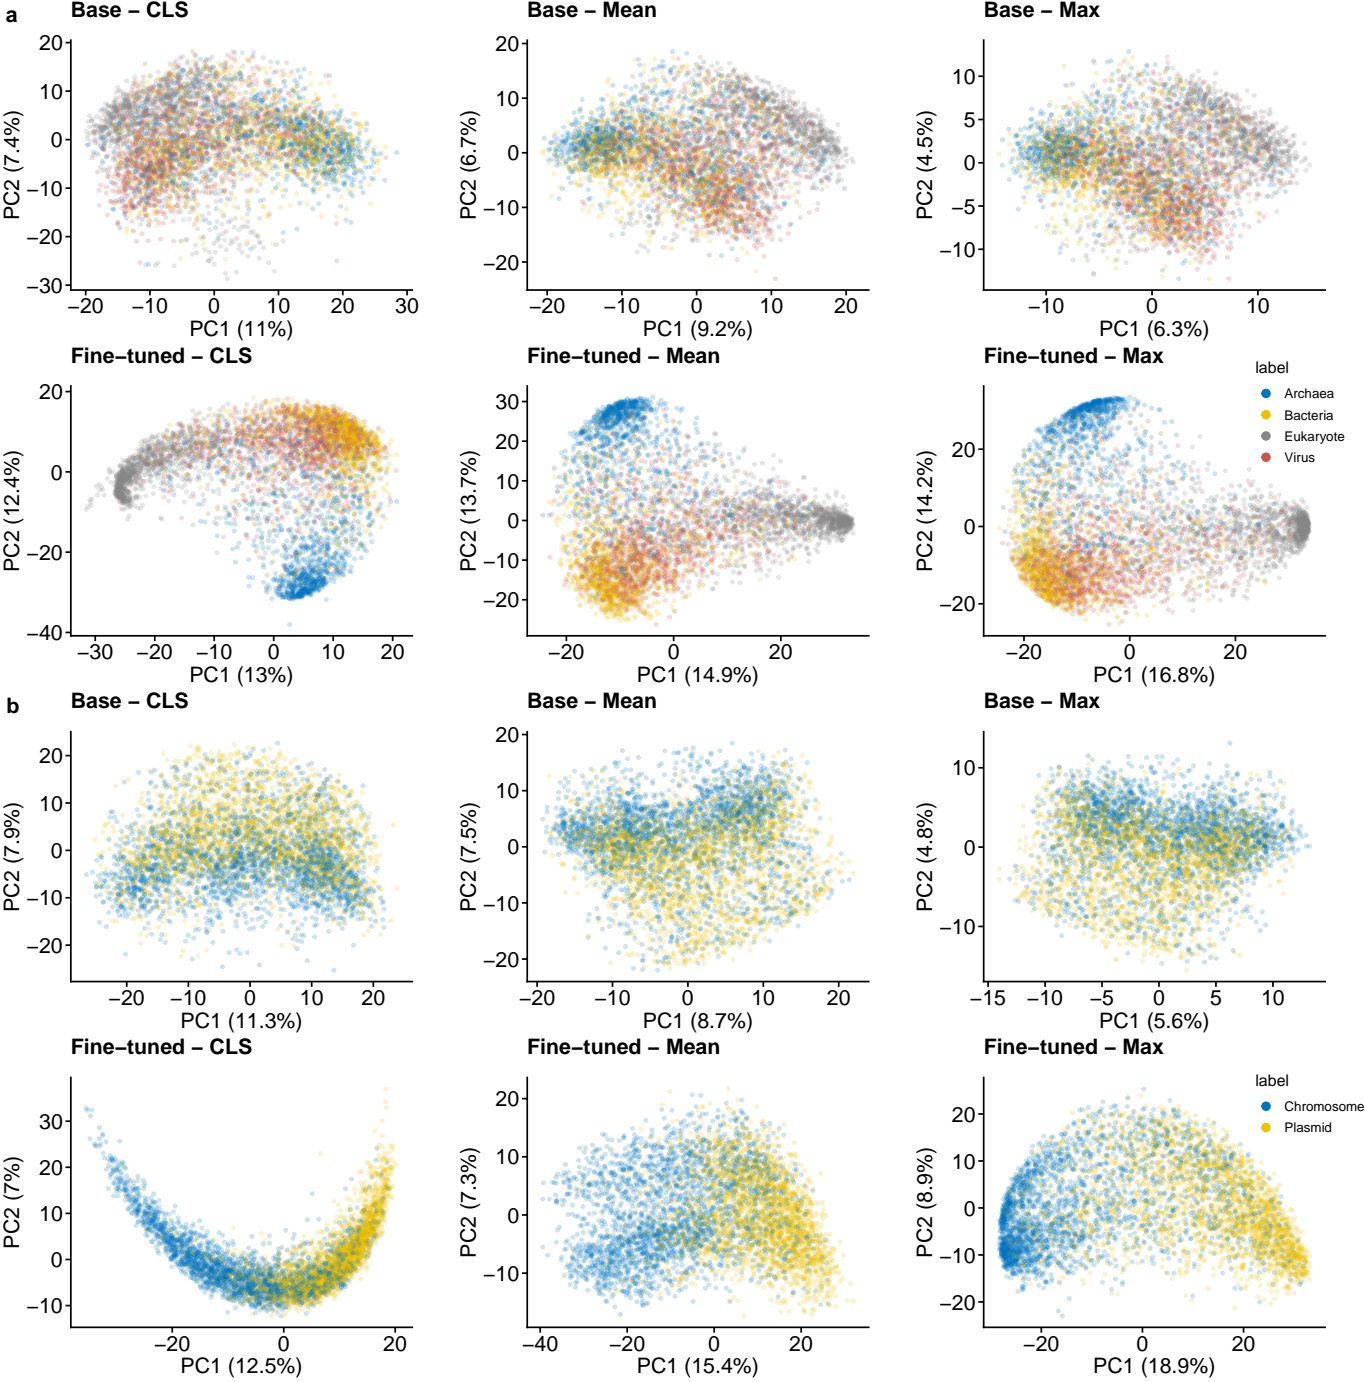 a
Base – CLS
20
10
0
−10
−20
−30
−20 −10 0 10 20 30
PC2 (7.4%)
PC1 (11%)
Base – Mean
20
10
0
−10
−20
−20 −10 0 10 20
PC2 (6.7%)
PC1 (9.2%)
Base – Max
10
5
0
−5
−10
−10 0 10
PC2 (4.5%)
PC1 (6.3%)
Fine−tuned – CLS
20
0
−20
−40
−30 −20 −10 0 10 20
PC2 (12.4%)
PC1 (13%)
Fine−tuned – Mean
30
20
10
0
−10
−20
−20 0 20
PC2 (13.7%)
PC1 (14.9%)
Fine−tuned – Max
20
0
−20
−20 0 20
PC2 (14.2%)
PC1 (16.8%)
label
Archaea
Bacteria
Eukaryote
Virus
b
Base – CLS
20
10
0
−10
−20
−20 −10 0 10 20
PC2 (7.9%)
PC1 (11.3%)
Base – Mean
20
10
0
−10
−20
−20 −10 0 10 20
PC2 (7.5%)
PC1 (8.7%)
Base – Max
10
0
−10
−15 −10 −5 0 5 10
PC2 (4.8%)
PC1 (5.6%)
Fine−tuned – CLS
30
20
10
0
−10
−20 0 20
PC2 (7%)
PC1 (12.5%)
Fine−tuned – Mean
20
10
0
−10
−40 −20 0 20
PC2 (7.3%)
PC1 (15.4%)
Fine−tuned – Max
20
10
0
−10
−20
−20 0 20
PC2 (8.9%)
PC1 (18.9%)
label
Chromosome
Plasmid